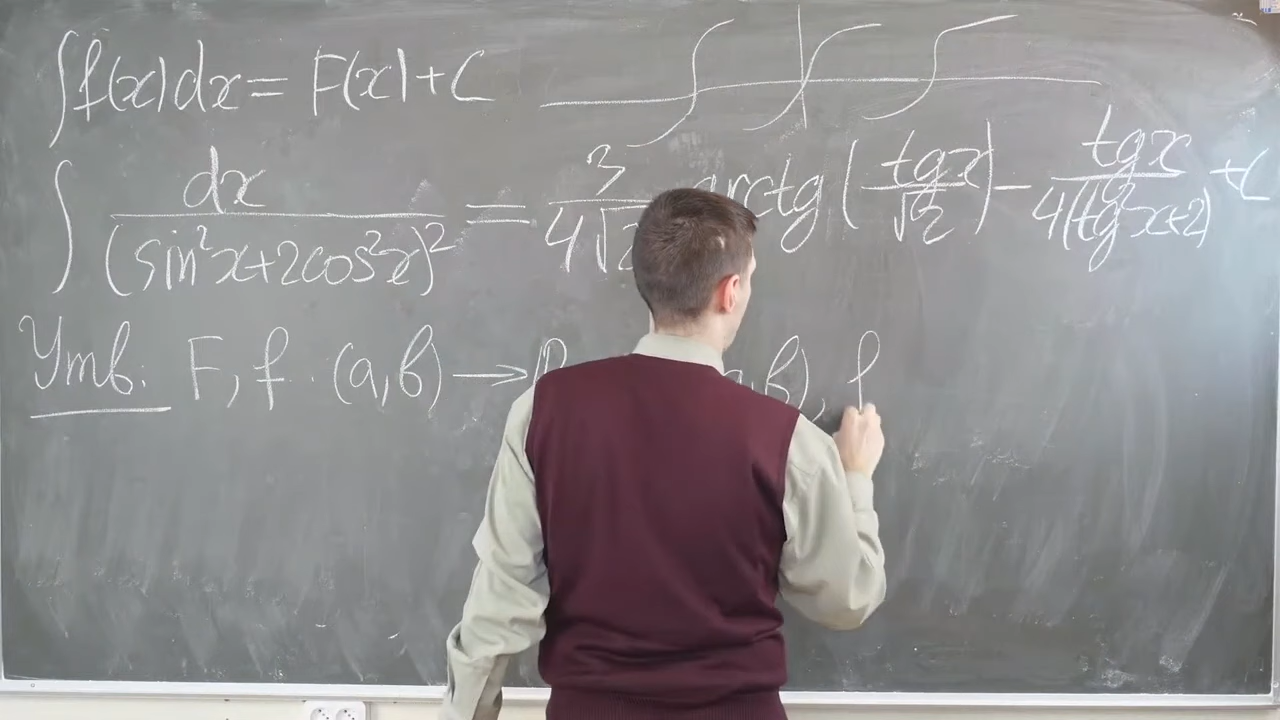 ∫f(x)dx = F(x)+C
∫ dx/(sin²x+2cos²x)² = 3/(4√2) arctg(tgx/√2) − tgx/(4(tg²x+2)) + C
Утв: F, f : (a,b) → R (a,b), f